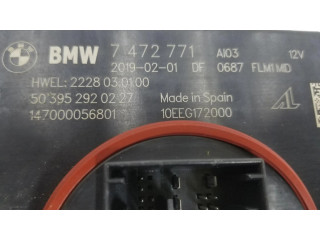 BMW 7 472 771 AI03 12V
2019-02-01 DF 0687 FLM1 MID
HWEL: 2228 03.01.00
50 395 292 02.27 Made in Spain
147000056801 10EEG172000